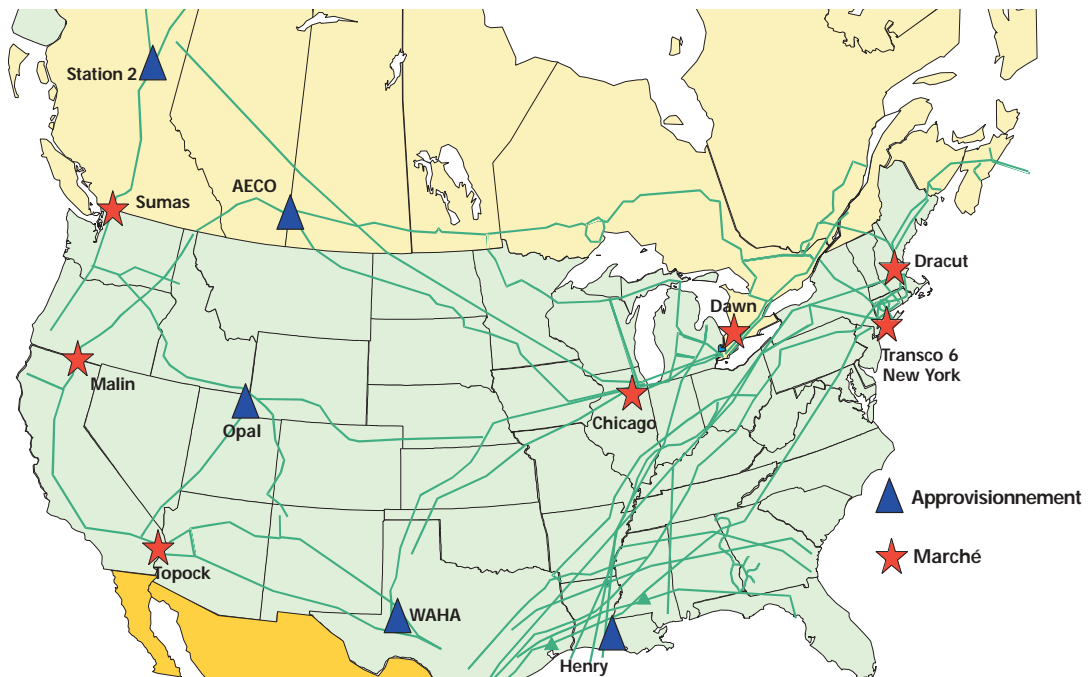 Station 2
AECO
Sumas
Dracut
Dawn
Transco 6
New York
Malin
Opal
Chicago
Approvisionnement
Marché
Topock
WAHA
Henry